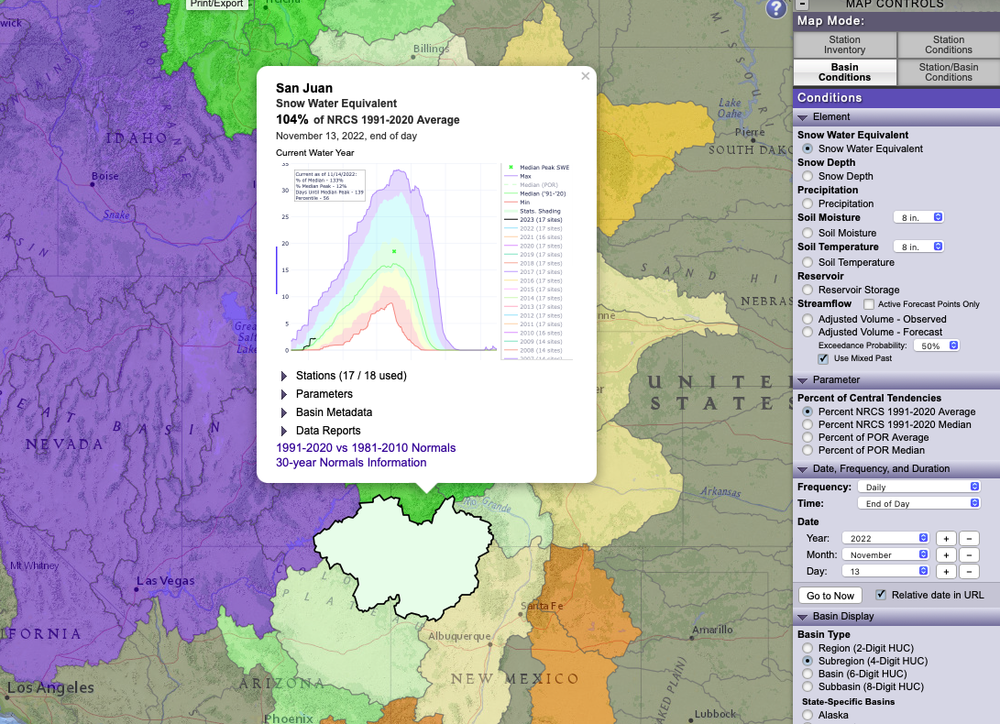 Print/Export
Helena
wick
Billings
?
IDAHO
Boise
Snake
MISSOURI
Lake
Oahe
Pierre
SOUTH DAKO
SAND HI
NEBRAS
nne
Great
Salt
Lake
EAT BASIN
NEVADA
UNITE
STATES
er
Arkansas
Rio Grande
Mt Whitney
Las Vegas
FORNIA
COLO
PLAT
Santa Fe
Albuquerque
Amarillo
Los Angeles
ARIZONA
NEW MEXICO
AKED PLAIN)
Lubbock
Phoenix
×
San Juan
Snow Water Equivalent
104% of NRCS 1991-2020 Average
November 13, 2022, end of day
Current Water Year
35
30
25
20
15
10
5
0
Current as of 11/14/2022:
% of Median - 133%
% Median Peak - 12%
Days Until Median Peak - 139
Percentile - 56
Median Peak SWE
Max
Median (POR)
Median ('91-'20)
Min
Stats. Shading
2023 (17 sites)
2022 (17 sites)
2021 (16 sites)
2020 (17 sites)
2019 (17 sites)
2018 (17 sites)
2017 (17 sites)
2016 (17 sites)
2015 (17 sites)
2014 (17 sites)
2013 (17 sites)
2012 (17 sites)
2011 (17 sites)
2010 (16 sites)
2009 (14 sites)
2008 (14 sites)
2007 (14 sites)
Stations (17 / 18 used)
Parameters
Basin Metadata
Data Reports
1991-2020 vs 1981-2010 Normals
30-year Normals Information
- MAP CONTROLS
Map Mode:
Station Inventory
Station Conditions
Basin Conditions
Station/Basin Conditions
Conditions
Element
Snow Water Equivalent
Snow Water Equivalent
Snow Depth
Snow Depth
Precipitation
Precipitation
Soil Moisture 8 in.
Soil Moisture
Soil Temperature 8 in.
Soil Temperature
Reservoir
Reservoir Storage
Streamflow Active Forecast Points Only
Adjusted Volume - Observed
Adjusted Volume - Forecast
Exceedance Probability: 50%
Use Mixed Past
Parameter
Percent of Central Tendencies
Percent NRCS 1991-2020 Average
Percent NRCS 1991-2020 Median
Percent of POR Average
Percent of POR Median
Date, Frequency, and Duration
Frequency: Daily
Time: End of Day
Date
Year: 2022 + −
Month: November + −
Day: 13 + −
Go to Now Relative date in URL
Basin Display
Basin Type
Region (2-Digit HUC)
Subregion (4-Digit HUC)
Basin (6-Digit HUC)
Subbasin (8-Digit HUC)
State-Specific Basins
Alaska